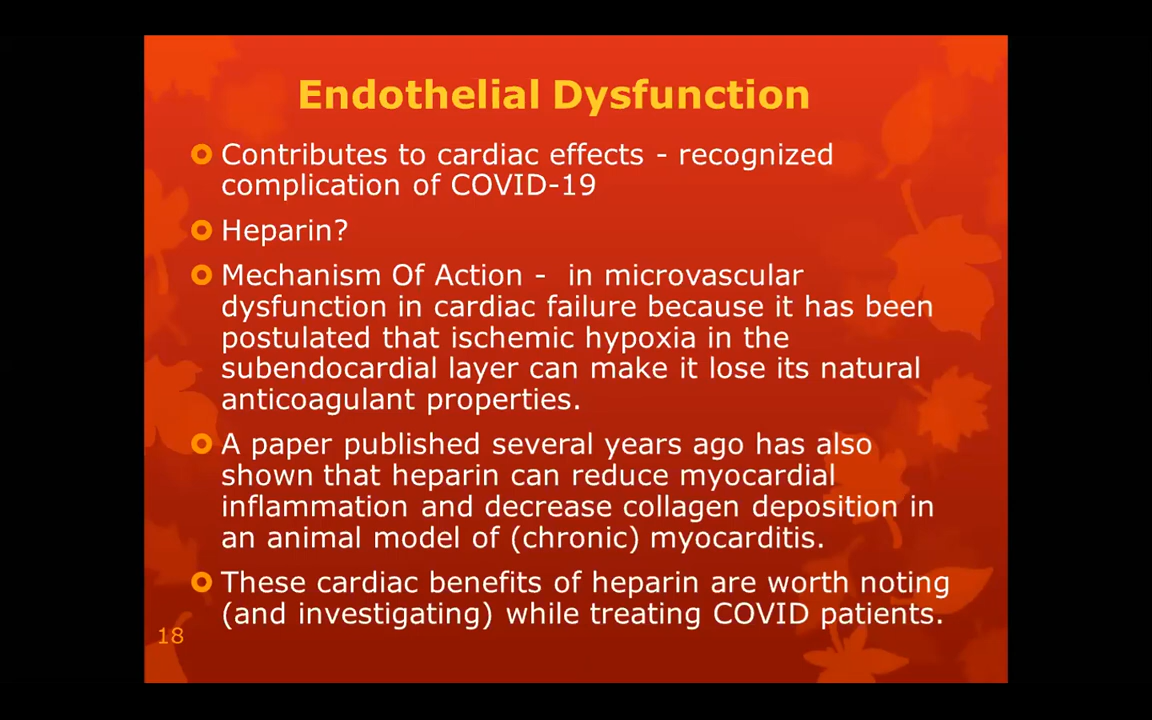 Endothelial Dysfunction
Contributes to cardiac effects - recognized
complication of COVID-19
Heparin?
Mechanism Of Action -  in microvascular
dysfunction in cardiac failure because it has been
postulated that ischemic hypoxia in the
subendocardial layer can make it lose its natural
anticoagulant properties.
A paper published several years ago has also
shown that heparin can reduce myocardial
inflammation and decrease collagen deposition in
an animal model of (chronic) myocarditis.
These cardiac benefits of heparin are worth noting
(and investigating) while treating COVID patients.
18